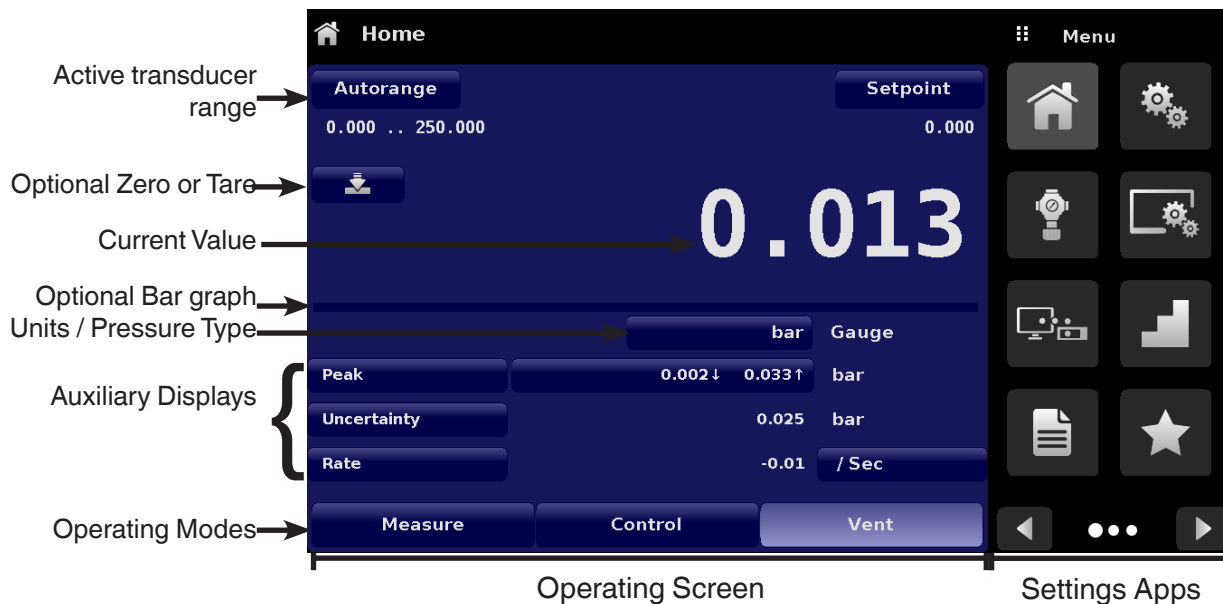 Home
Menu
Active transducer
range
Autorange
Setpoint
0.000 .. 250.000
0.000
Optional Zero or Tare
Current Value
0.013
Optional Bar graph
Units / Pressure Type
bar
Gauge
Auxiliary Displays
Peak
0.002↓ 0.033↑
bar
Uncertainty
0.025
bar
Rate
-0.01
/ Sec
Operating Modes
Measure
Control
Vent
Operating Screen
Settings Apps